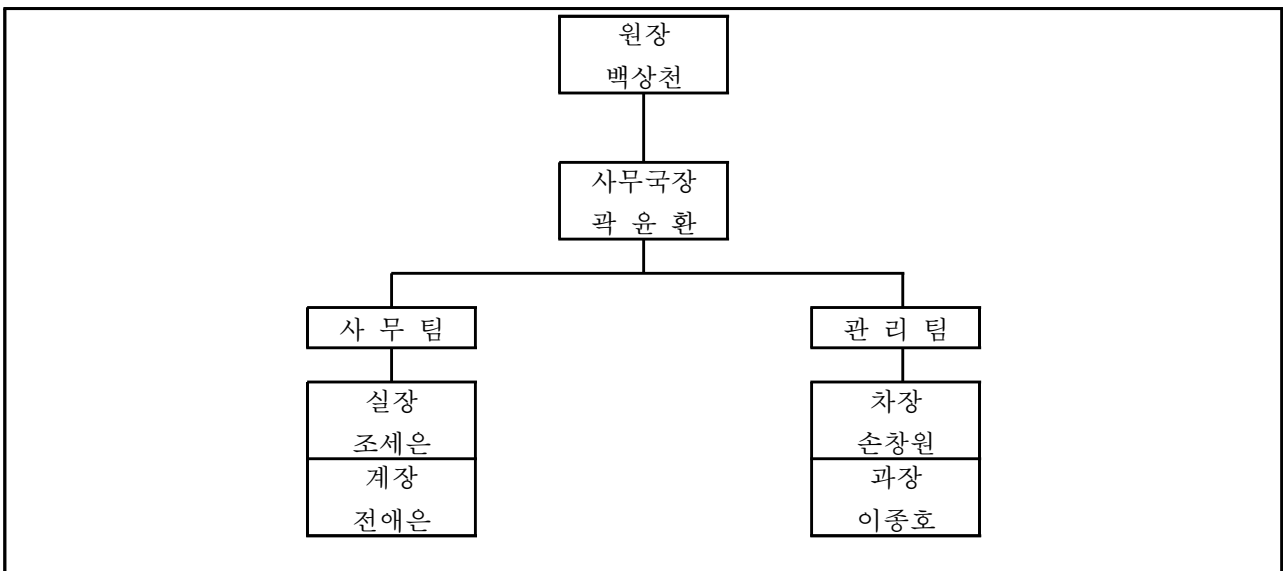 원장
백상천
사무국장
곽 윤 환
사 무 팀
관 리 팀
실장
조세은
계장
전애은
차장
손창원
과장
이종호